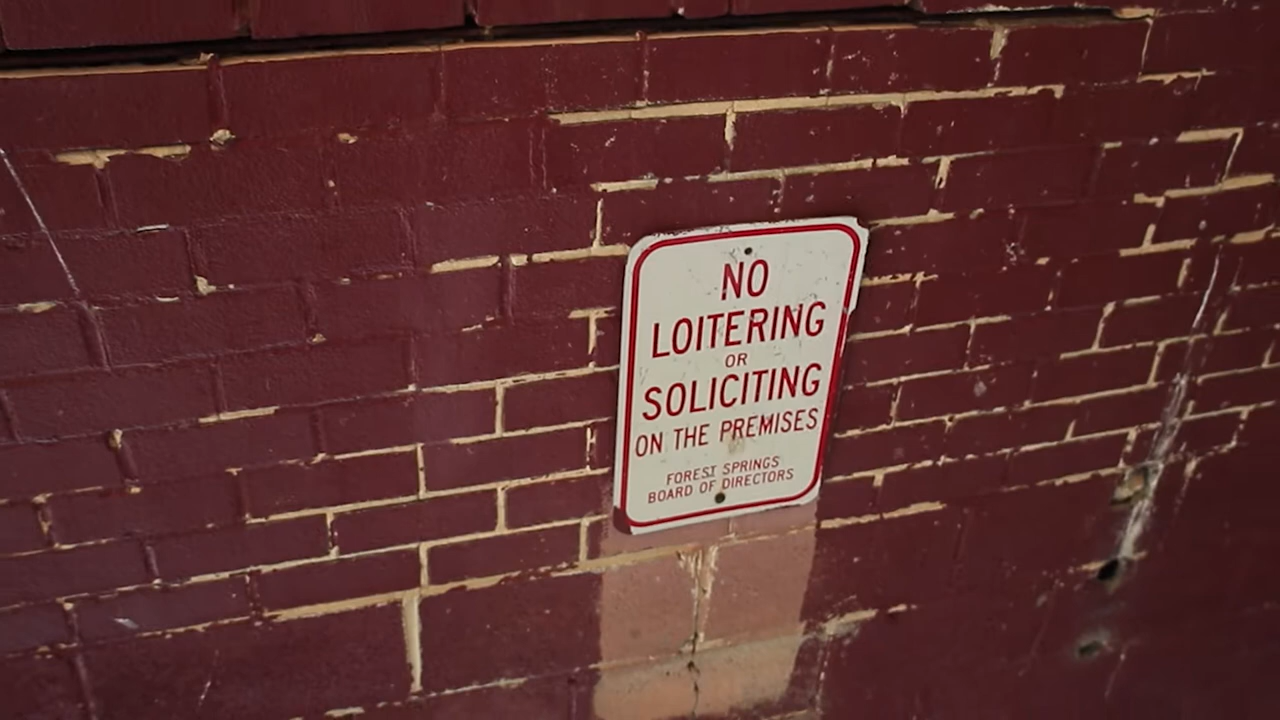 NO
LOITERING
OR
SOLICITING
ON THE PREMISES
FOREST SPRINGS
BOARD OF DIRECTORS